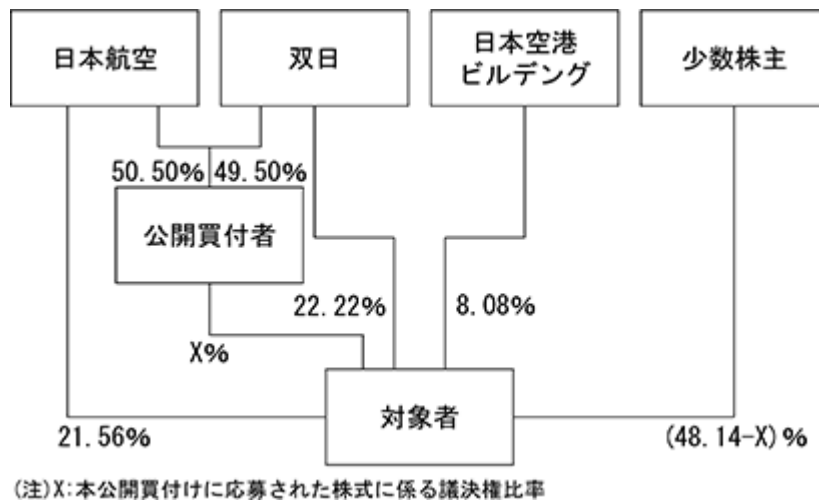 日本航空
双日
日本空港
ビルデング
少数株主
50.50%
49.50%
公開買付者
22.22%
8.08%
X%
対象者
21.56%
(48.14-X)%
(注)X:本公開買付けに応募された株式に係る議決権比率